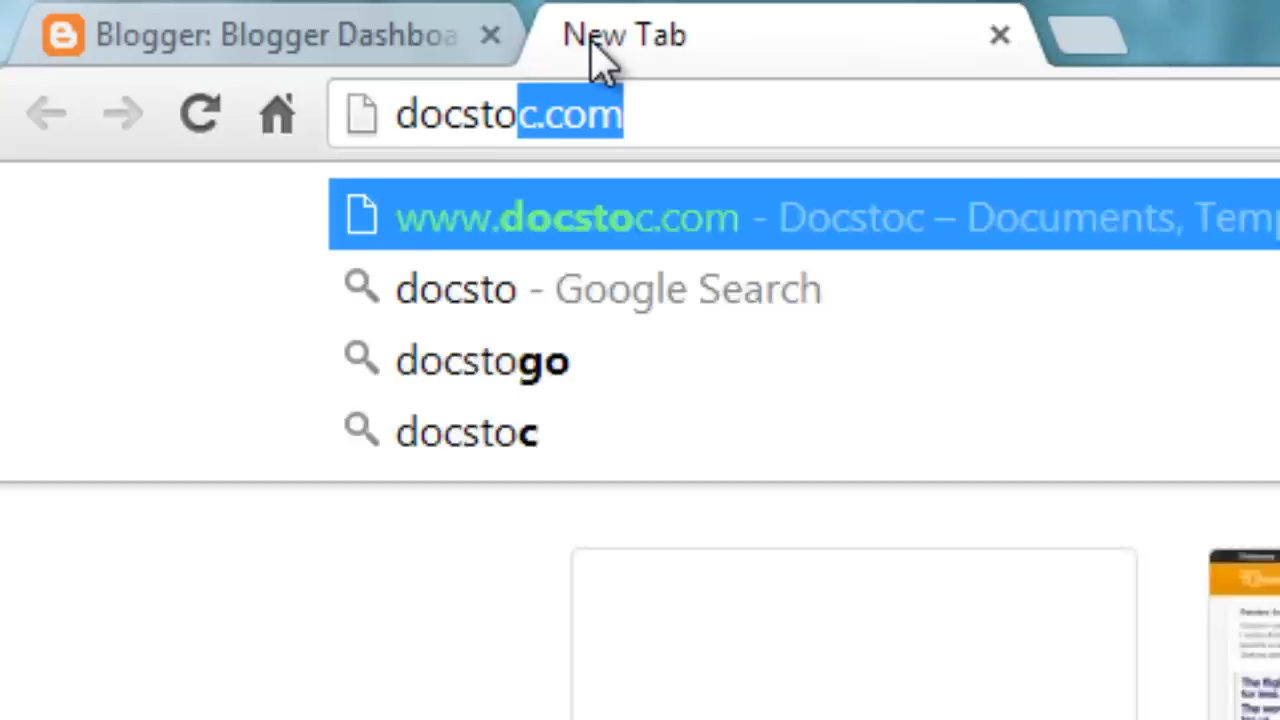 Blogger: Blogger Dashboa
New Tab
docstoc.com
www.docstoc.com - Docstoc – Documents, Temp
docsto - Google Search
docstogo
docstoc